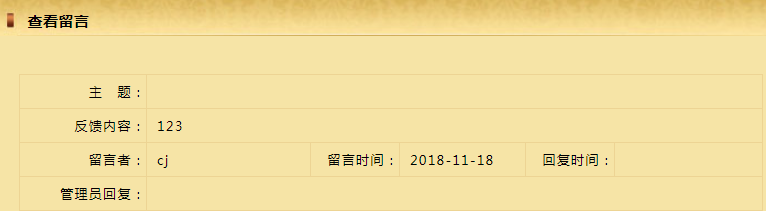 查看留言
主 题：
反馈内容： 123
留言者： cj 留言时间： 2018-11-18 回复时间：
管理员回复：